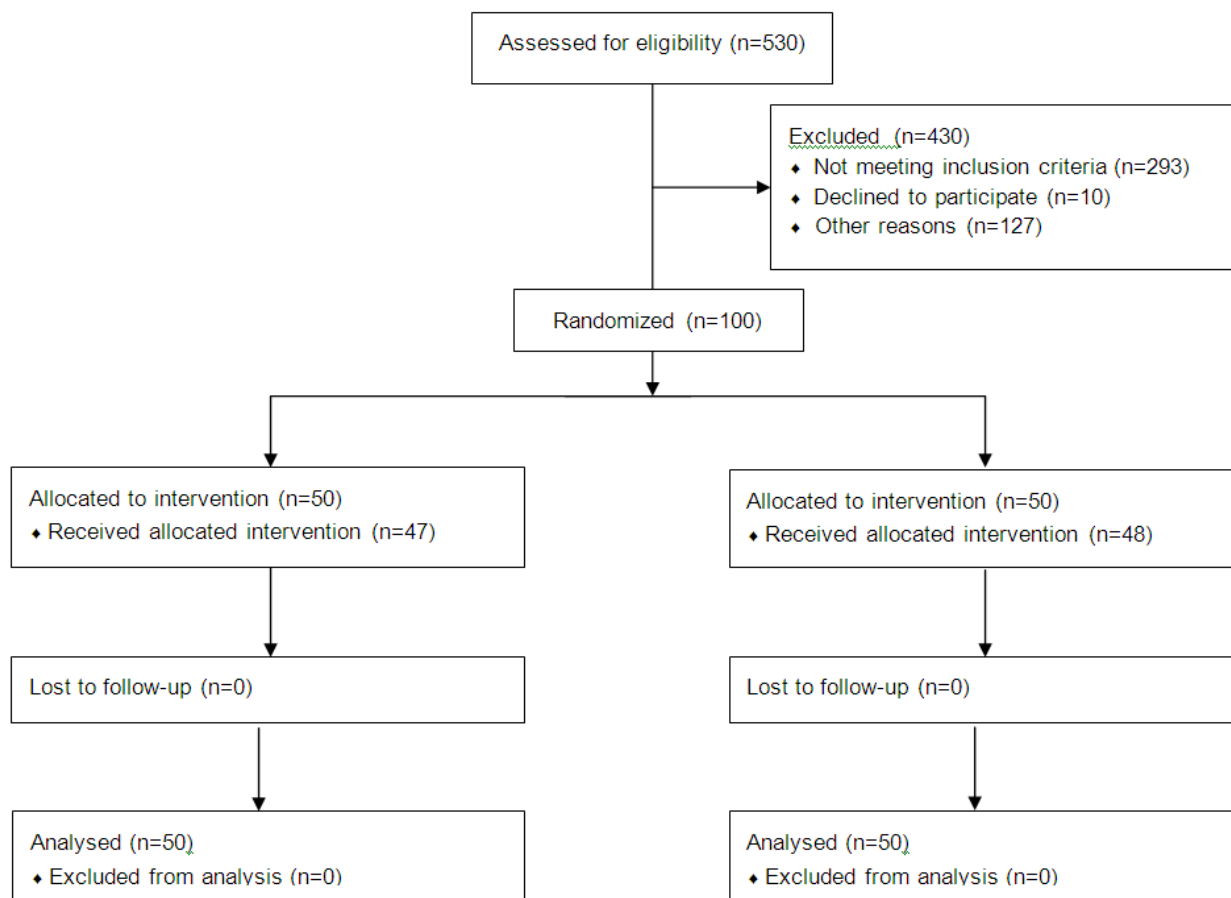 Assessed for eligibility (n=530)
Excluded (n=430)
♦ Not meeting inclusion criteria (n=293)
♦ Declined to participate (n=10)
♦ Other reasons (n=127)
Randomized (n=100)
Allocated to intervention (n=50)
♦ Received allocated intervention (n=47)
Allocated to intervention (n=50)
♦ Received allocated intervention (n=48)
Lost to follow-up (n=0)
Lost to follow-up (n=0)
Analysed (n=50)
♦ Excluded from analysis (n=0)
Analysed (n=50)
♦ Excluded from analysis (n=0)